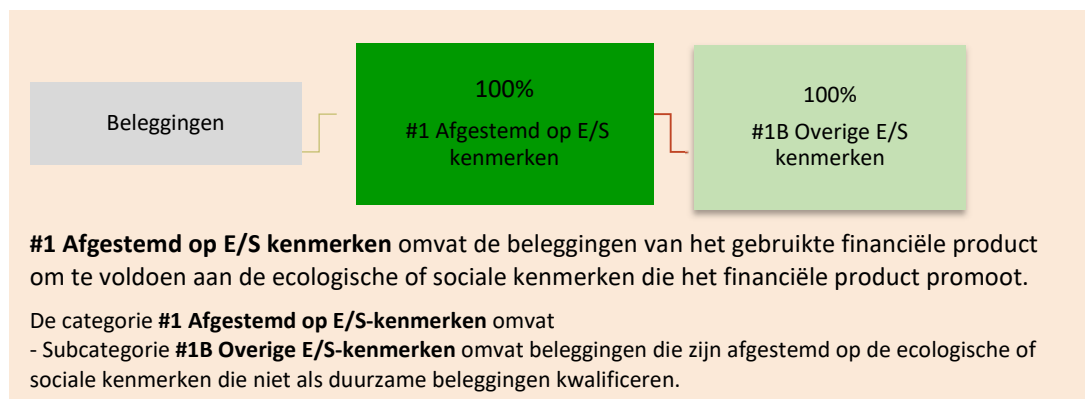 Beleggingen
100%
#1 Afgestemd op E/S
kenmerken
100%
#1B Overige E/S
kenmerken
#1 Afgestemd op E/S kenmerken omvat de beleggingen van het gebruikte financiële product
om te voldoen aan de ecologische of sociale kenmerken die het financiële product promoot.
De categorie #1 Afgestemd op E/S-kenmerken omvat
- Subcategorie #1B Overige E/S-kenmerken omvat beleggingen die zijn afgestemd op de ecologische of
sociale kenmerken die niet als duurzame beleggingen kwalificeren.